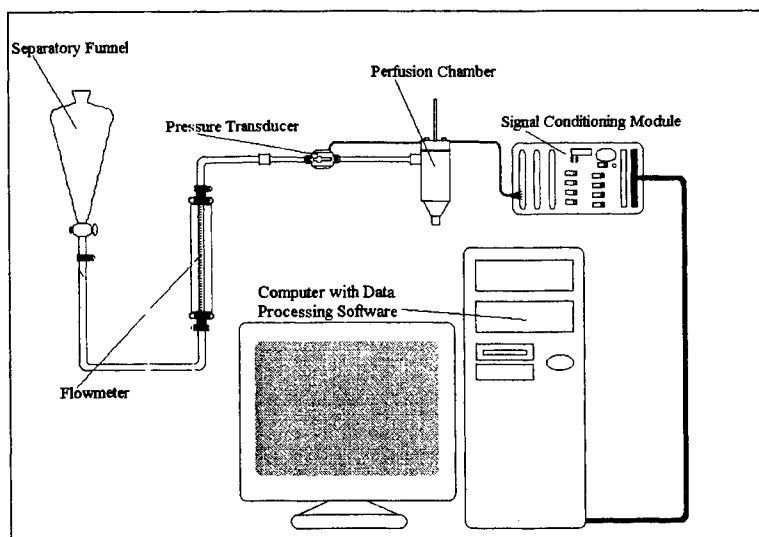 Separatory Funnel
Perfusion Chamber
Pressure Transducer
Signal Conditioning Module
Computer with Data
Processing Software
Flowmeter